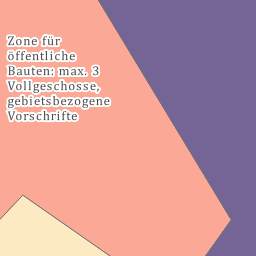 Zone für
öffentliche
Bauten: max. 3
Vollgeschosse,
gebietsbezogene
Vorschrifte